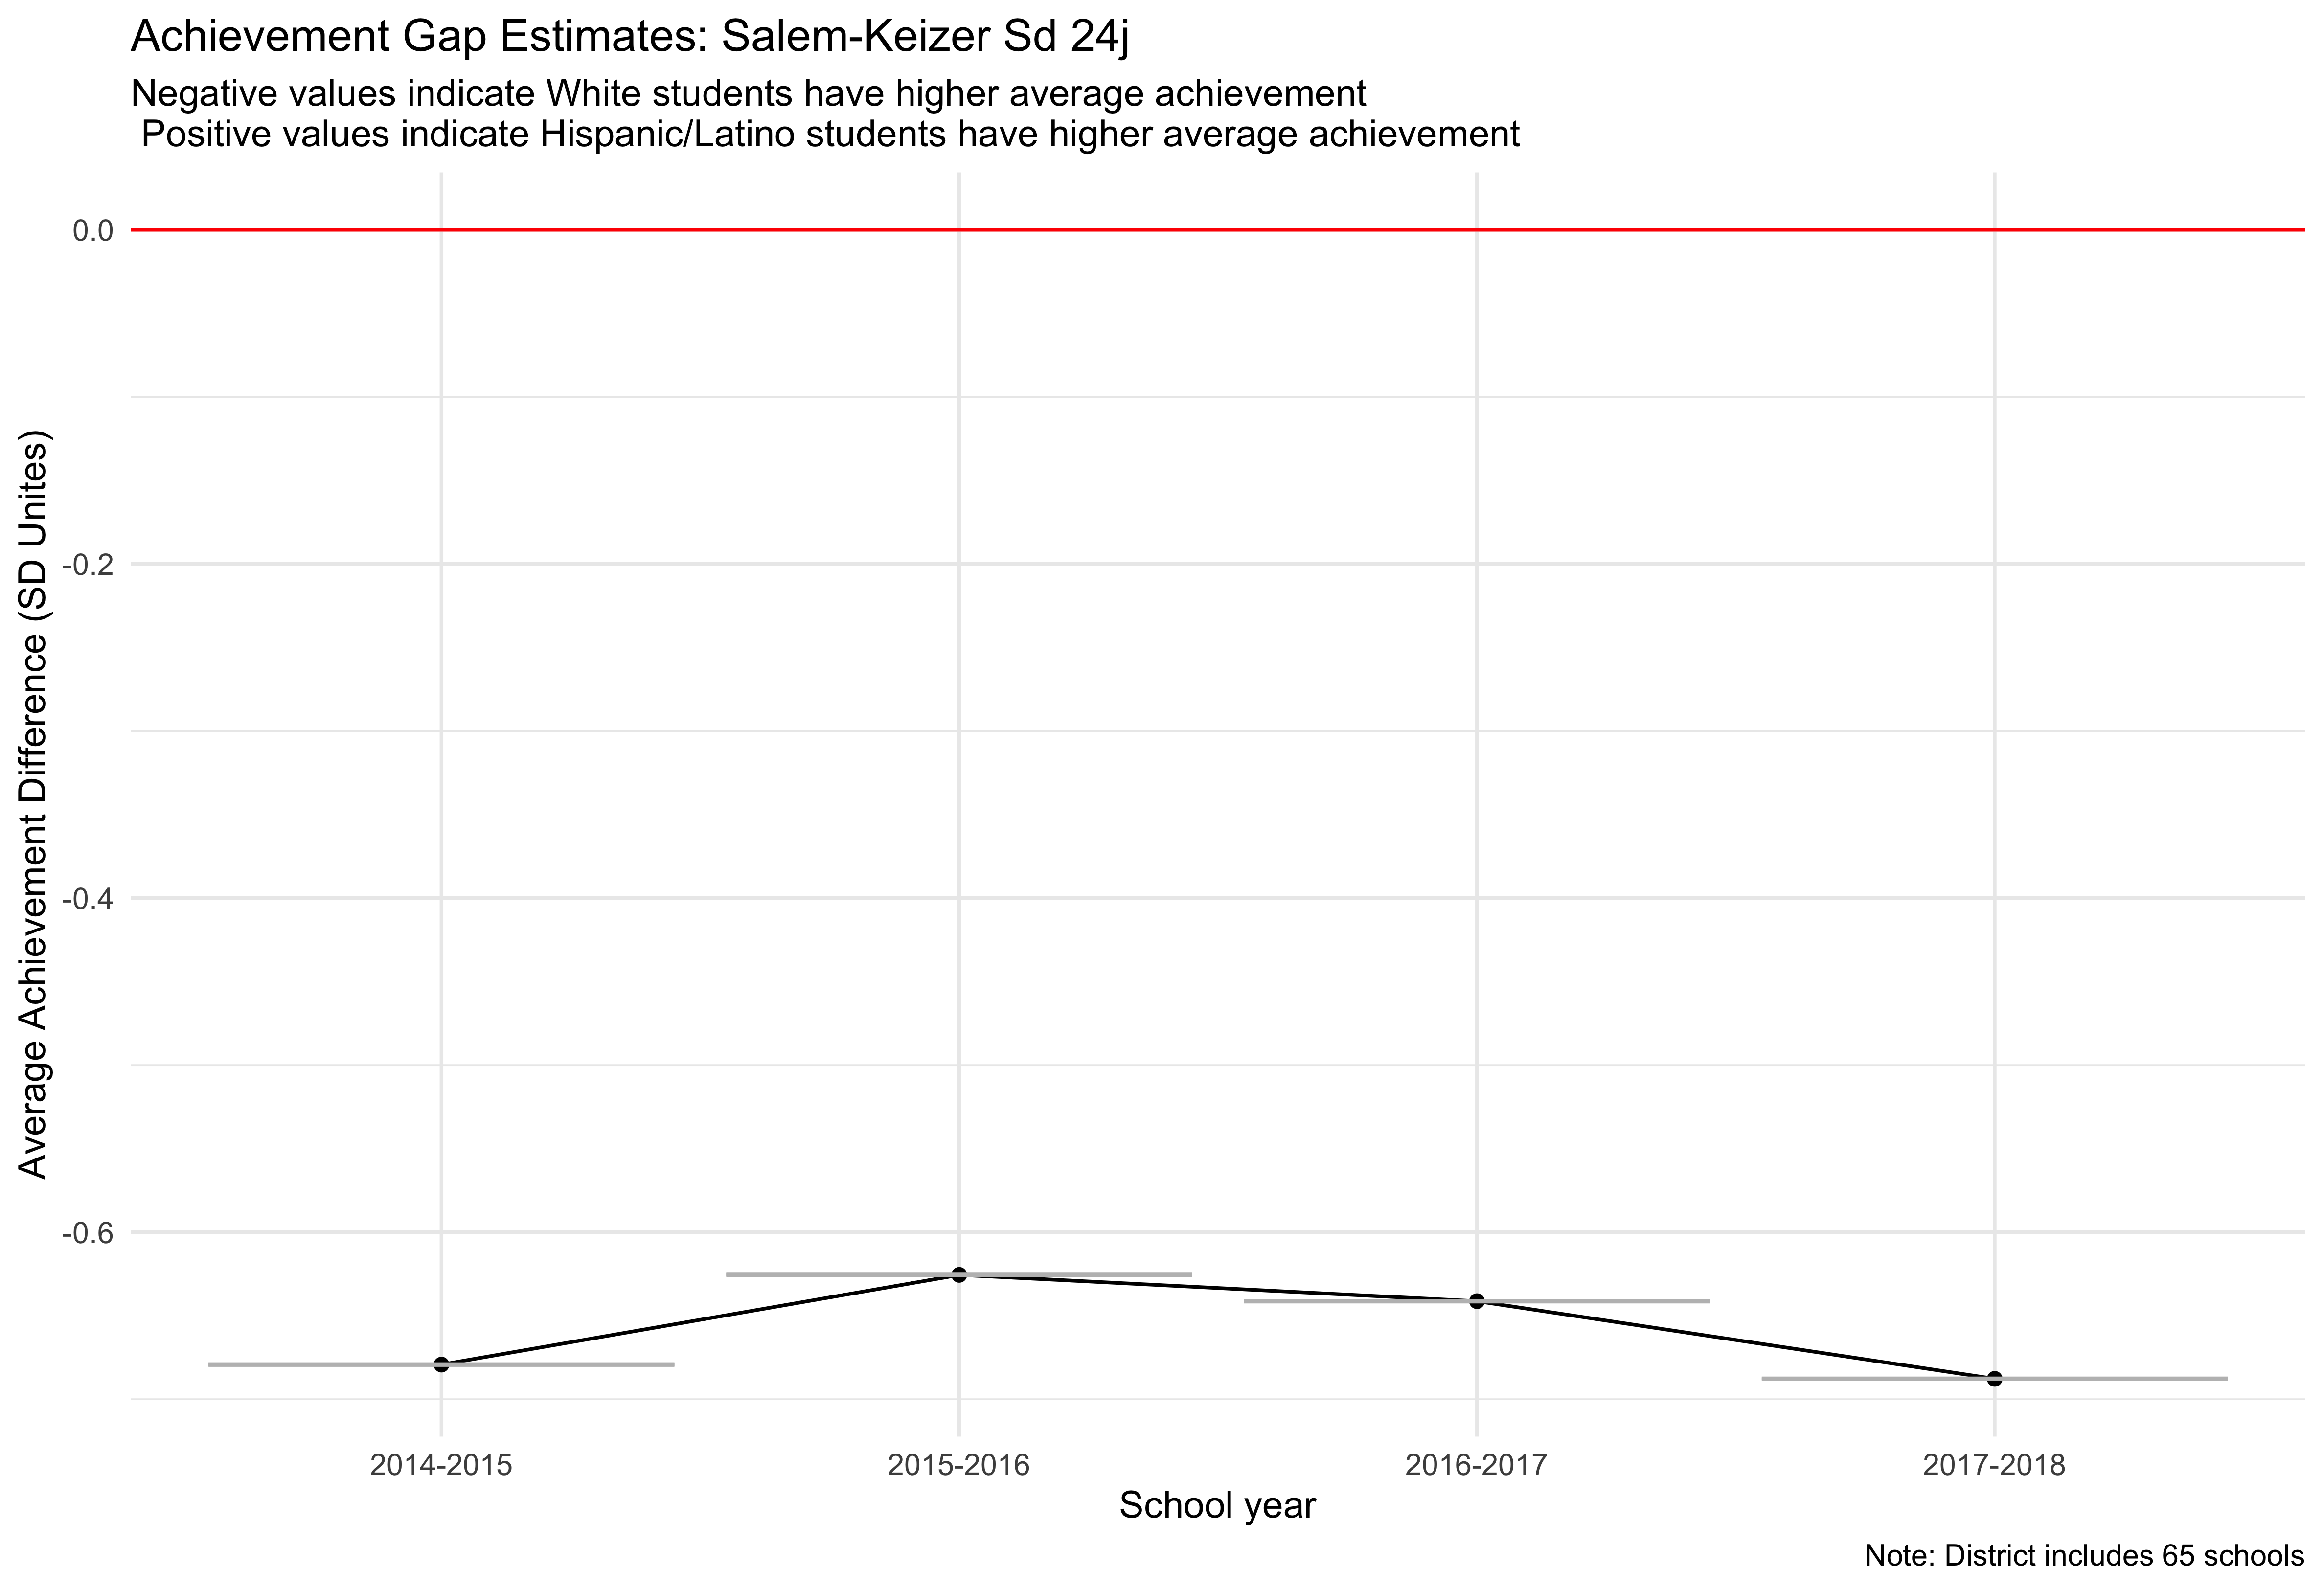 Achievement Gap Estimates: Salem-Keizer Sd 24j
Negative values indicate White students have higher average achievement
Positive values indicate Hispanic/Latino students have higher average achievement
Average Achievement Difference (SD Unites)
0.0
-0.2
-0.4
-0.6
2014-2015
2015-2016
2016-2017
2017-2018
School year
Note: District includes 65 schools